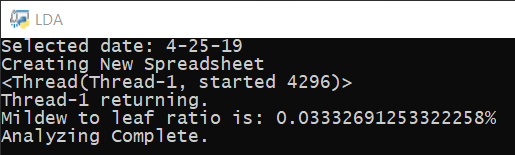 LDA
Selected date: 4-25-19
Creating New Spreadsheet
<Thread(Thread-1, started 4296)>
Thread-1 returning.
Mildew to leaf ratio is: 0.03332691253322258%
Analyzing Complete.